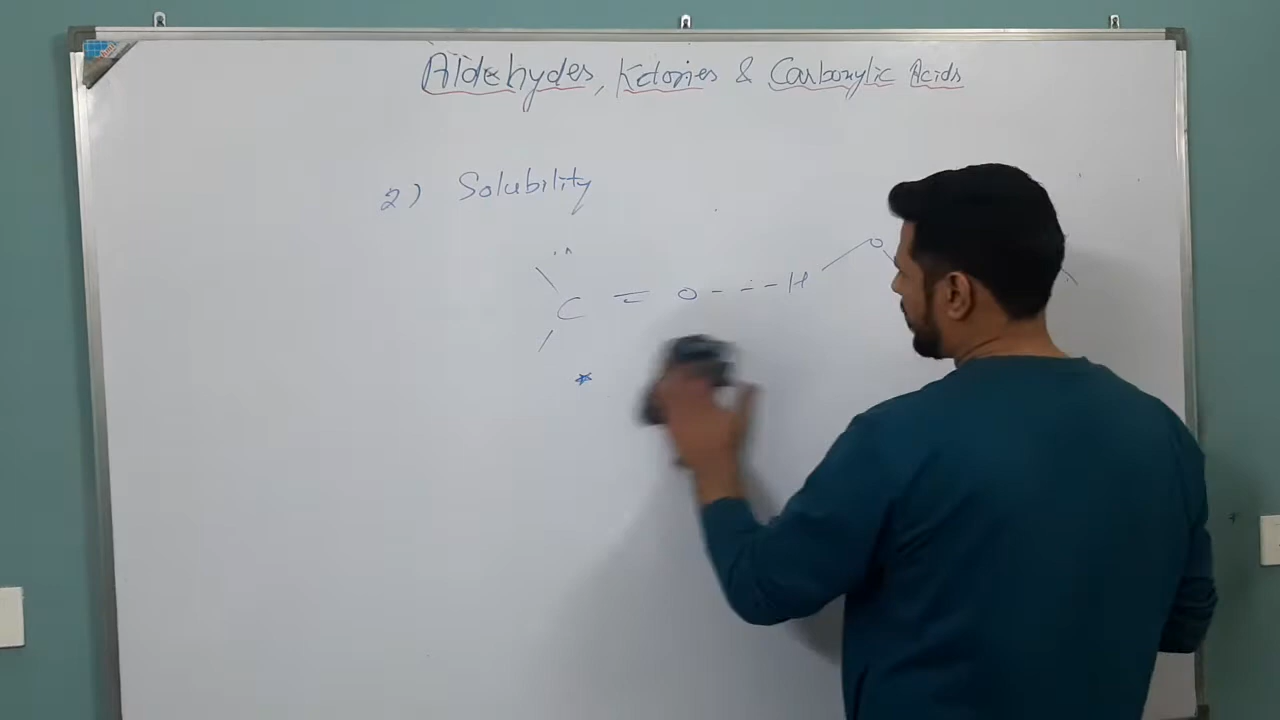 Aldehydes, Ketones & Carboxylic Acids
2) Solubility
O
C = O - - - H
*